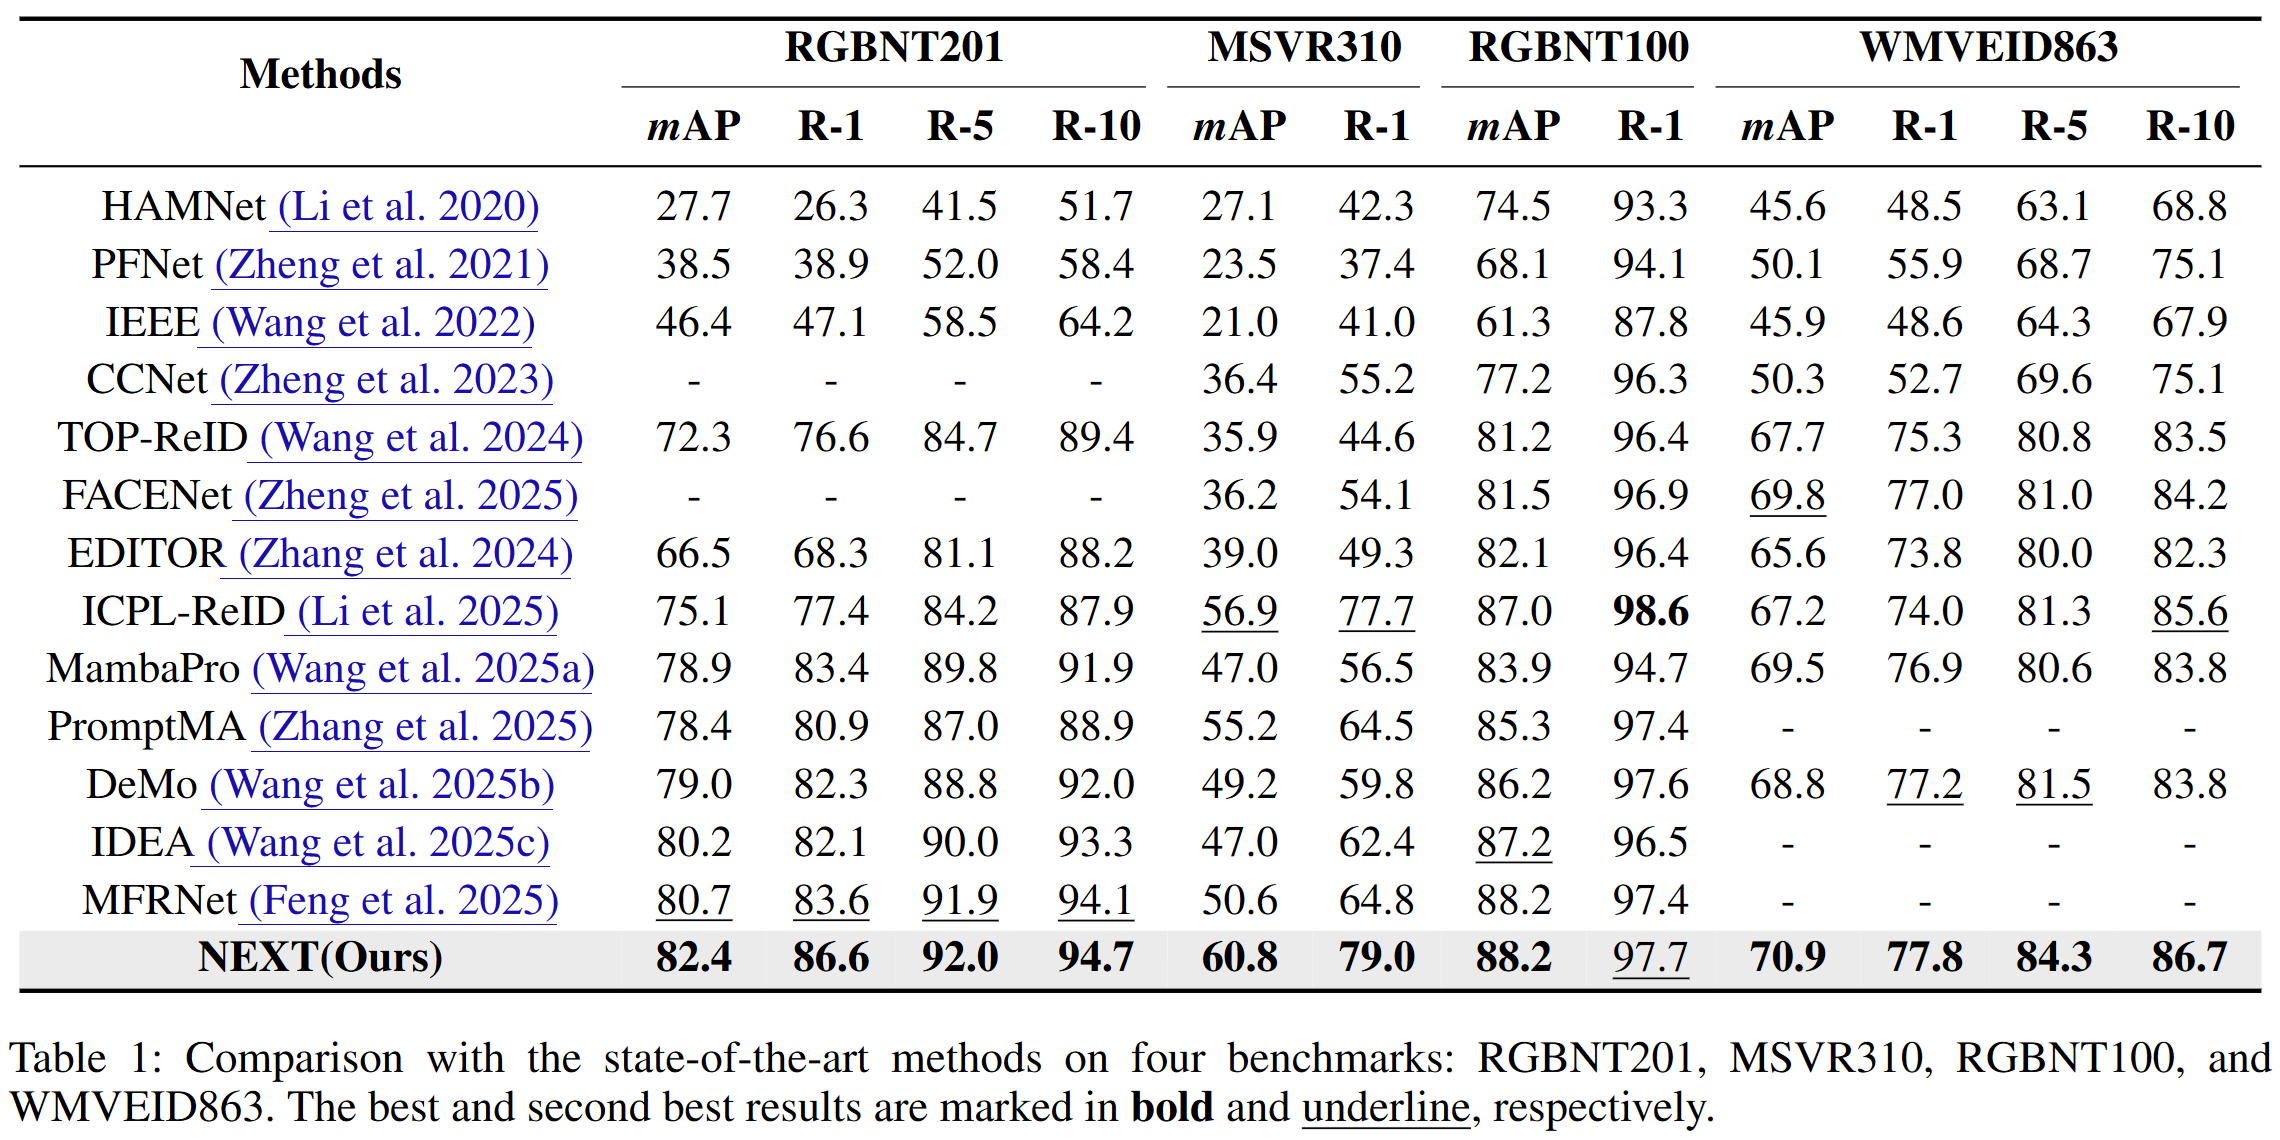 Methods RGBNT201 MSVR310 RGBNT100 WMVEID863
mAP R-1 R-5 R-10 mAP R-1 mAP R-1 mAP R-1 R-5 R-10
HAMNet (Li et al. 2020) 27.7 26.3 41.5 51.7 27.1 42.3 74.5 93.3 45.6 48.5 63.1 68.8
PFNet (Zheng et al. 2021) 38.5 38.9 52.0 58.4 23.5 37.4 68.1 94.1 50.1 55.9 68.7 75.1
IEEE (Wang et al. 2022) 46.4 47.1 58.5 64.2 21.0 41.0 61.3 87.8 45.9 48.6 64.3 67.9
CCNet (Zheng et al. 2023) - - - - 36.4 55.2 77.2 96.3 50.3 52.7 69.6 75.1
TOP-ReID (Wang et al. 2024) 72.3 76.6 84.7 89.4 35.9 44.6 81.2 96.4 67.7 75.3 80.8 83.5
FACENet (Zheng et al. 2025) - - - - 36.2 54.1 81.5 96.9 69.8 77.0 81.0 84.2
EDITOR (Zhang et al. 2024) 66.5 68.3 81.1 88.2 39.0 49.3 82.1 96.4 65.6 73.8 80.0 82.3
ICPL-ReID (Li et al. 2025) 75.1 77.4 84.2 87.9 56.9 77.7 87.0 98.6 67.2 74.0 81.3 85.6
MambaPro (Wang et al. 2025a) 78.9 83.4 89.8 91.9 47.0 56.5 83.9 94.7 69.5 76.9 80.6 83.8
PromptMA (Zhang et al. 2025) 78.4 80.9 87.0 88.9 55.2 64.5 85.3 97.4 - - - -
DeMo (Wang et al. 2025b) 79.0 82.3 88.8 92.0 49.2 59.8 86.2 97.6 68.8 77.2 81.5 83.8
IDEA (Wang et al. 2025c) 80.2 82.1 90.0 93.3 47.0 62.4 87.2 96.5 - - - -
MFRNet (Feng et al. 2025) 80.7 83.6 91.9 94.1 50.6 64.8 88.2 97.4 - - - -
NEXT(Ours) 82.4 86.6 92.0 94.7 60.8 79.0 88.2 97.7 70.9 77.8 84.3 86.7
Table 1: Comparison with the state-of-the-art methods on four benchmarks: RGBNT201, MSVR310, RGBNT100, and
WMVEID863. The best and second best results are marked in bold and underline, respectively.